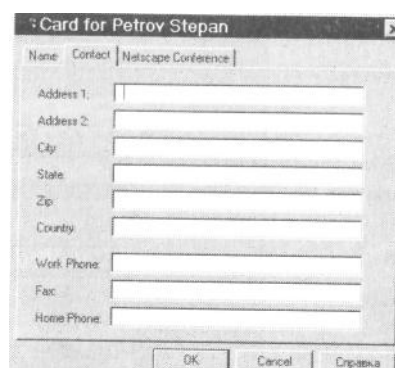 Card for Petrov Stepan
Name Contact Netscape Conference
Address 1:
Address 2:
City:
State:
Zip:
Country:
Work Phone:
Fax:
Home Phone:
OK Cancel Справка